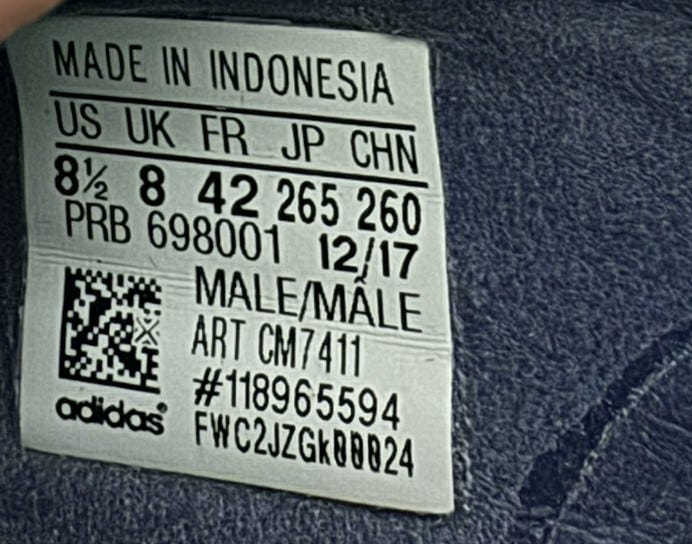 MADE IN INDONESIA
US UK FR JP CHN
8½ 8 42 265 260
PRB 698001 12/17
MALE/MÂLE
ART CM7411
#118965594
FWC2JZGk00024
adidas®